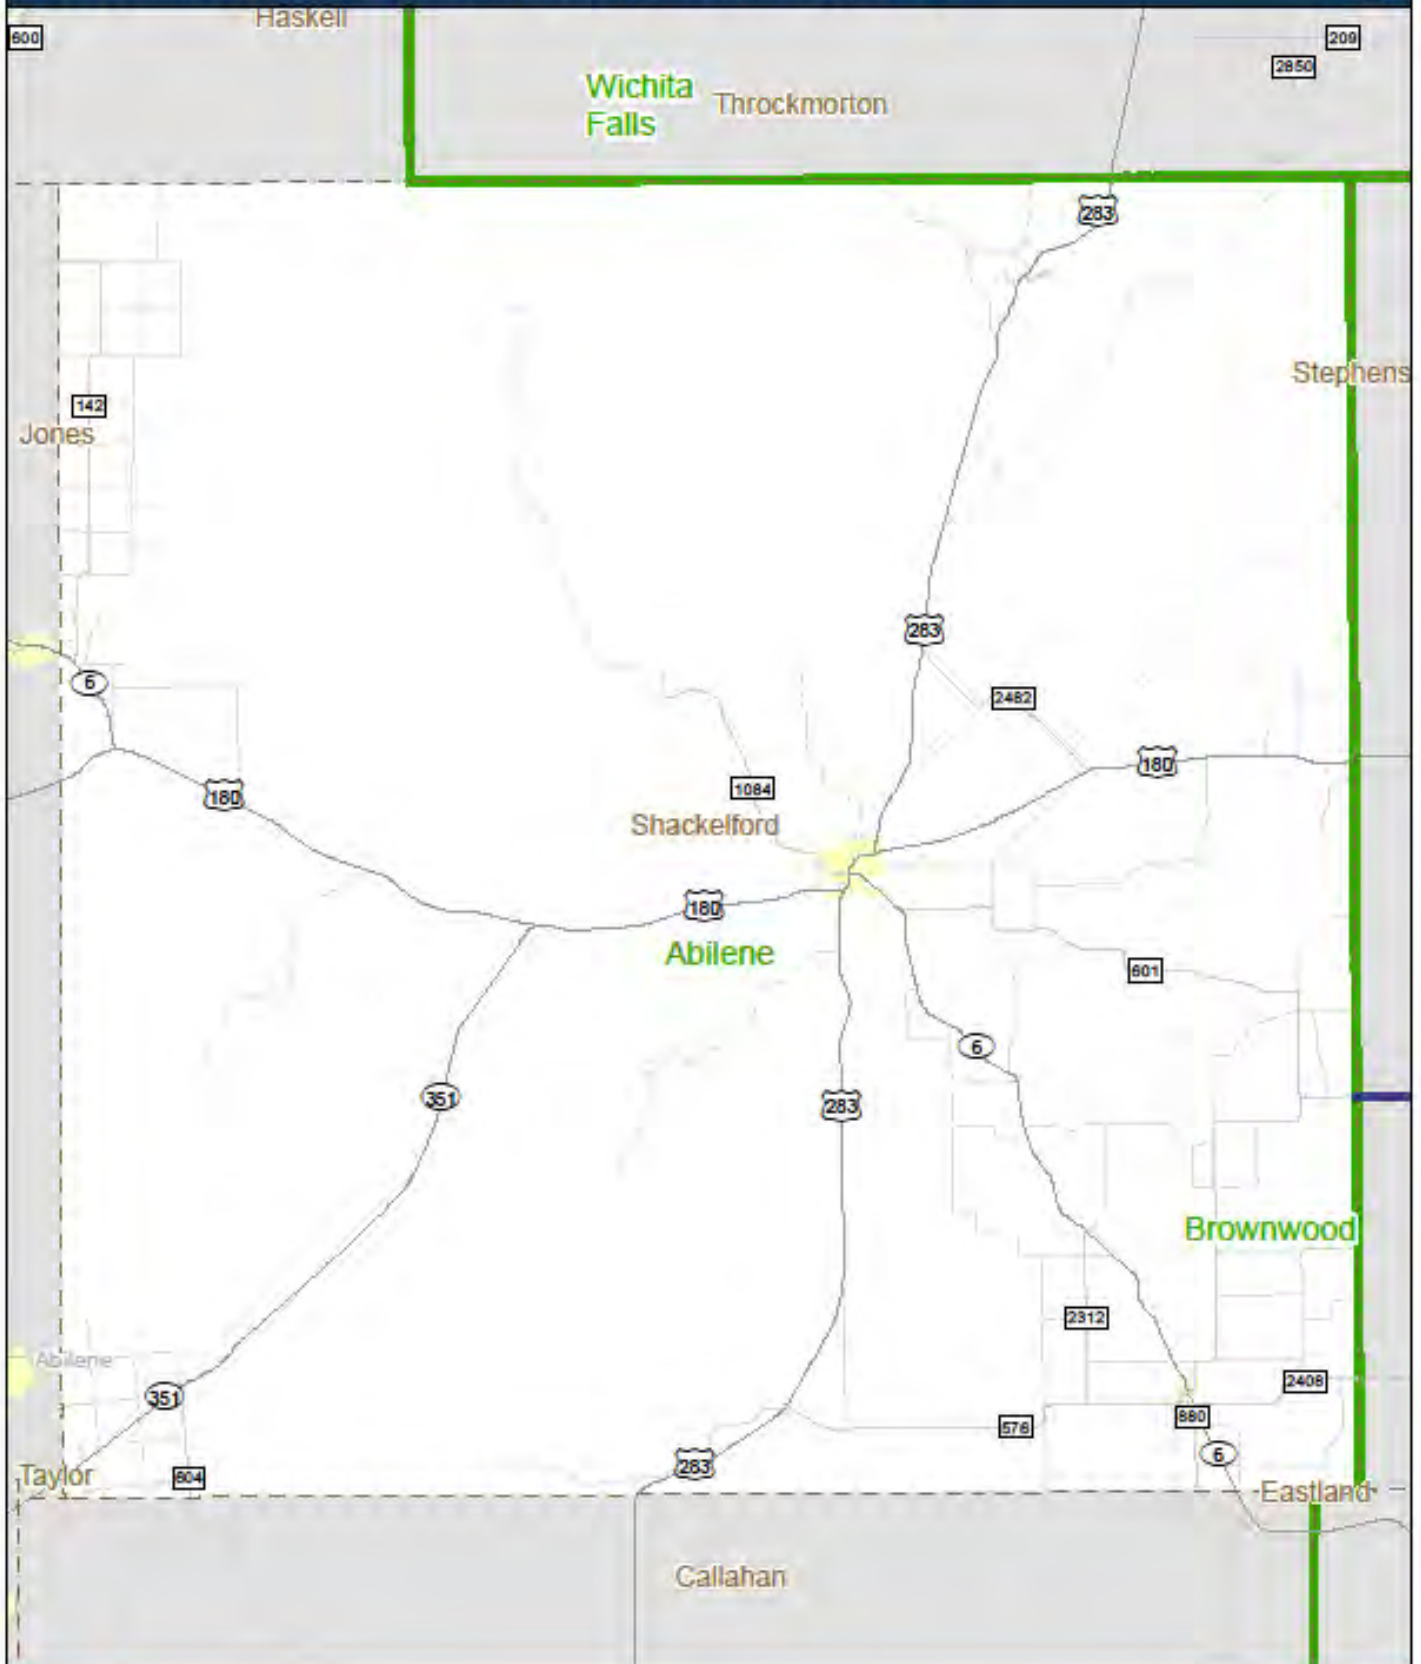 Haskell
600
209
2850
Wichita
Falls
Throckmorton
283
Stephens
142
Jones
283
6
2482
180
180
1084
Shackelford
180
Abilene
601
6
351
283
Brownwood
2312
Abilene
2408
351
880
576
6
283
Taylor
604
Eastland
Callahan